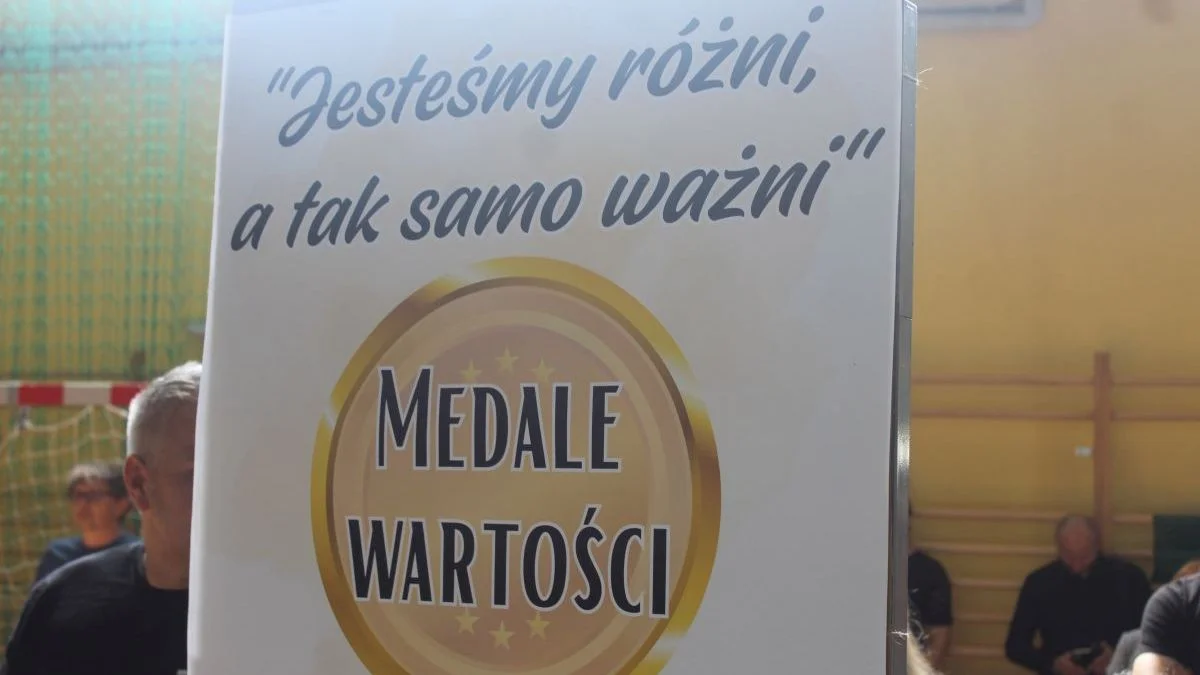 "Jesteśmy różni,
a tak samo ważni"
MEDALE
WARTOŚCI